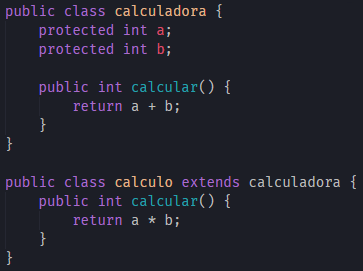 public class calculadora {
    protected int a;
    protected int b;

    public int calcular() {
        return a + b;
    }
}

public class calculo extends calculadora {
    public int calcular() {
        return a * b;
    }
}